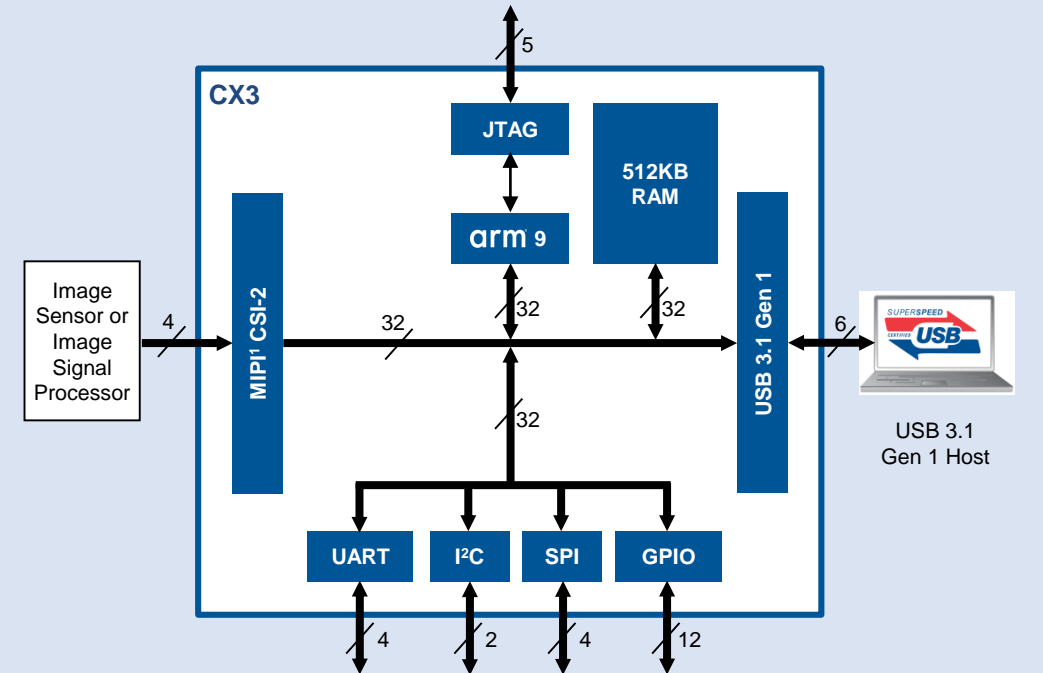 5
CX3
JTAG
512KB
RAM
arm 9
MIPI¹ CSI-2
USB 3.1 Gen 1
Image
Sensor or
Image
Signal
Processor
4
32
32
32
6
SUPERSPEED
CERTIFIED
USB
USB 3.1
Gen 1 Host
32
UART
I²C
SPI
GPIO
4
2
4
12